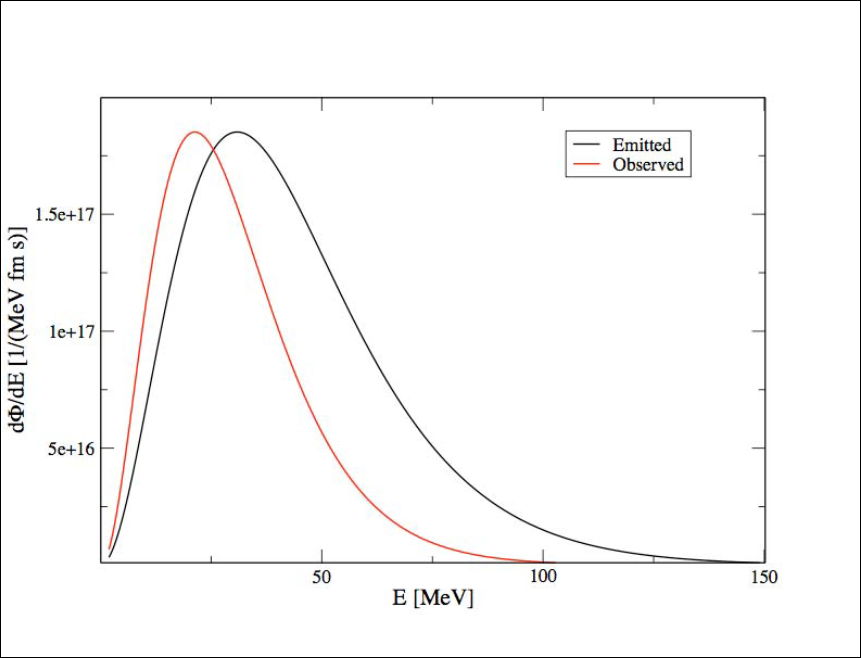 Emitted
Observed
1.5e+17
1e+17
5e+16
dΦ/dE [1/(MeV fm s)]
50
100
150
E [MeV]